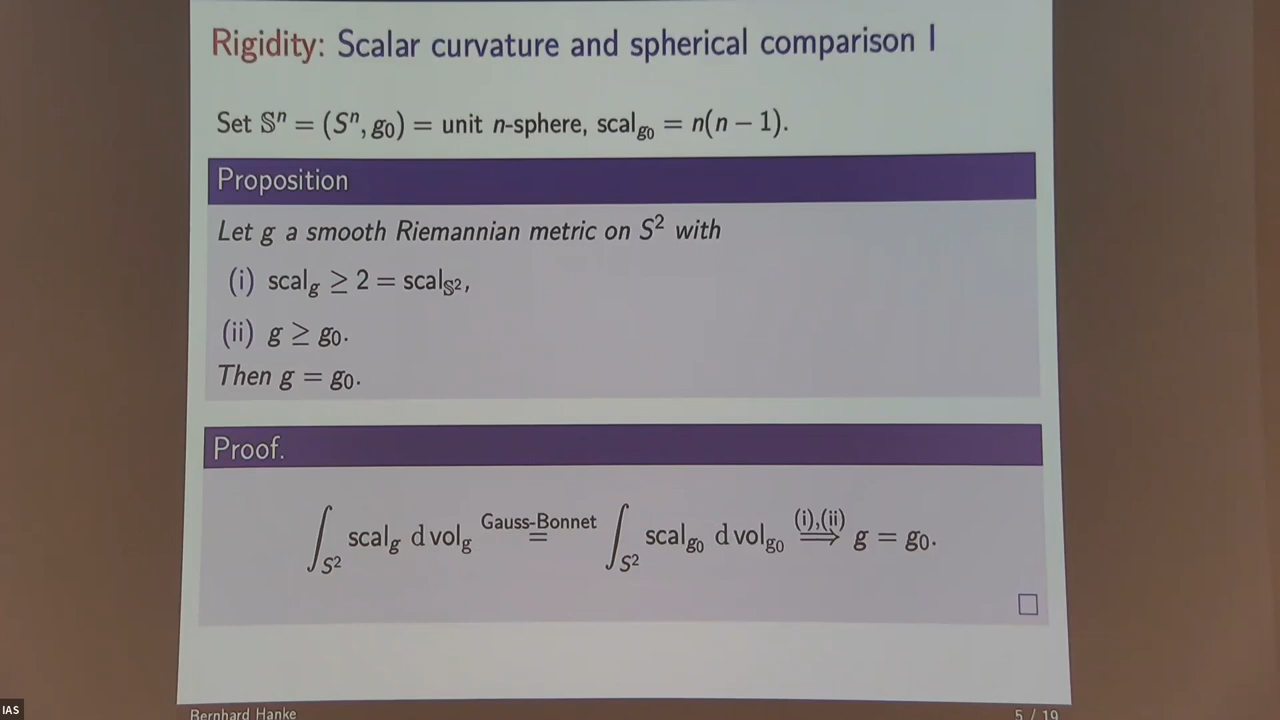 Rigidity: Scalar curvature and spherical comparison I
Set 𝕊ⁿ = (Sⁿ, g₀) = unit n-sphere, scal_{g₀} = n(n − 1).
Proposition
Let g a smooth Riemannian metric on S² with
(i) scal_g ≥ 2 = scal_{𝕊²},
(ii) g ≥ g₀.
Then g = g₀.
Proof.
∫_{S²} scal_g d vol_g =^{Gauss-Bonnet} ∫_{S²} scal_{g₀} d vol_{g₀} ⟹^{(i),(ii)} g = g₀.
□
IAS
Bernhard Hanke
5 / 19